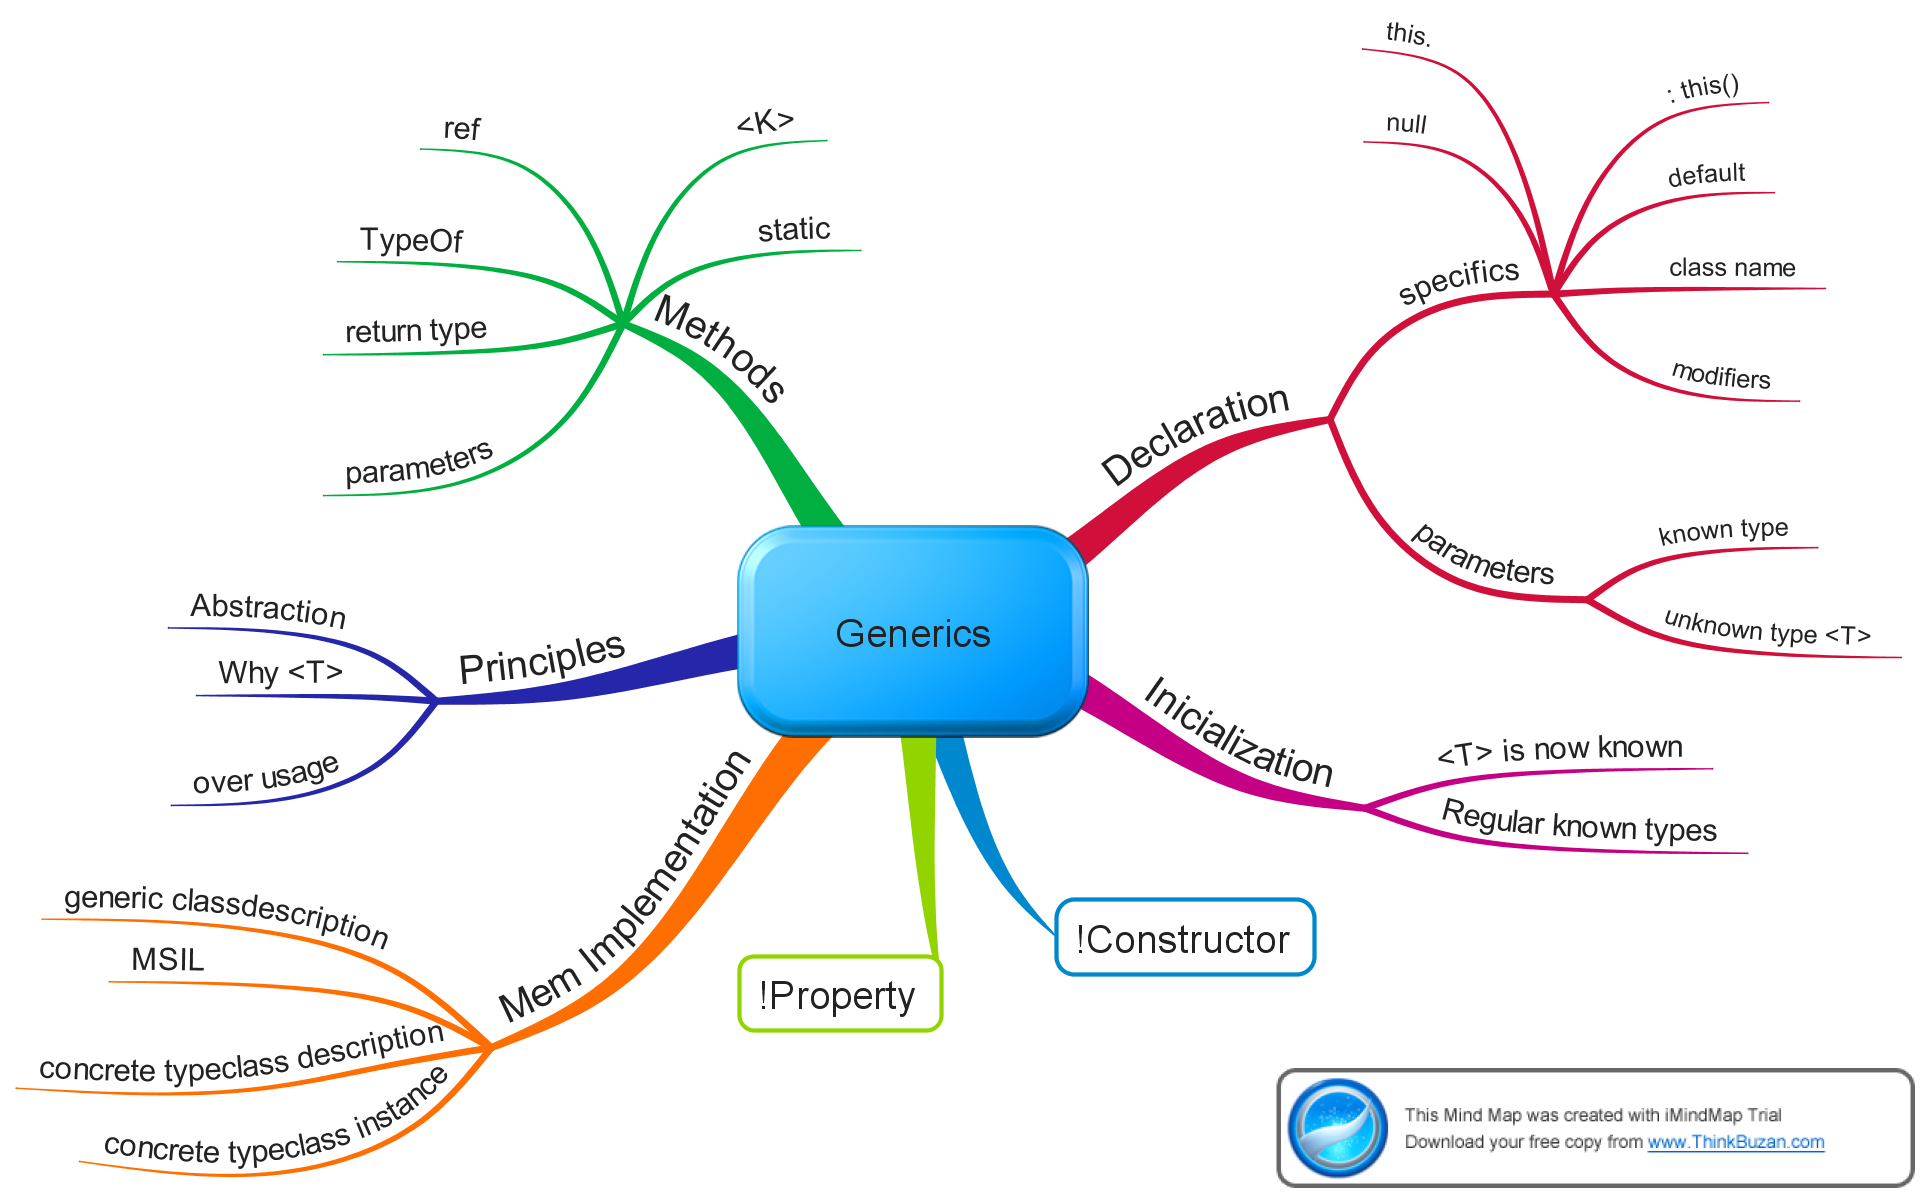 Generics
Methods
ref
<K>
TypeOf
static
return type
parameters
Declaration
specifics
this.
null
: this()
default
class name
modifiers
parameters
known type
unknown type <T>
Inicialization
<T> is now known
Regular known types
!Constructor
!Property
Mem Implementation
generic classdescription
MSIL
concrete typeclass description
concrete typeclass instance
Principles
Abstraction
Why <T>
over usage
This Mind Map was created with iMindMap Trial
Download your free copy from www.ThinkBuzan.com